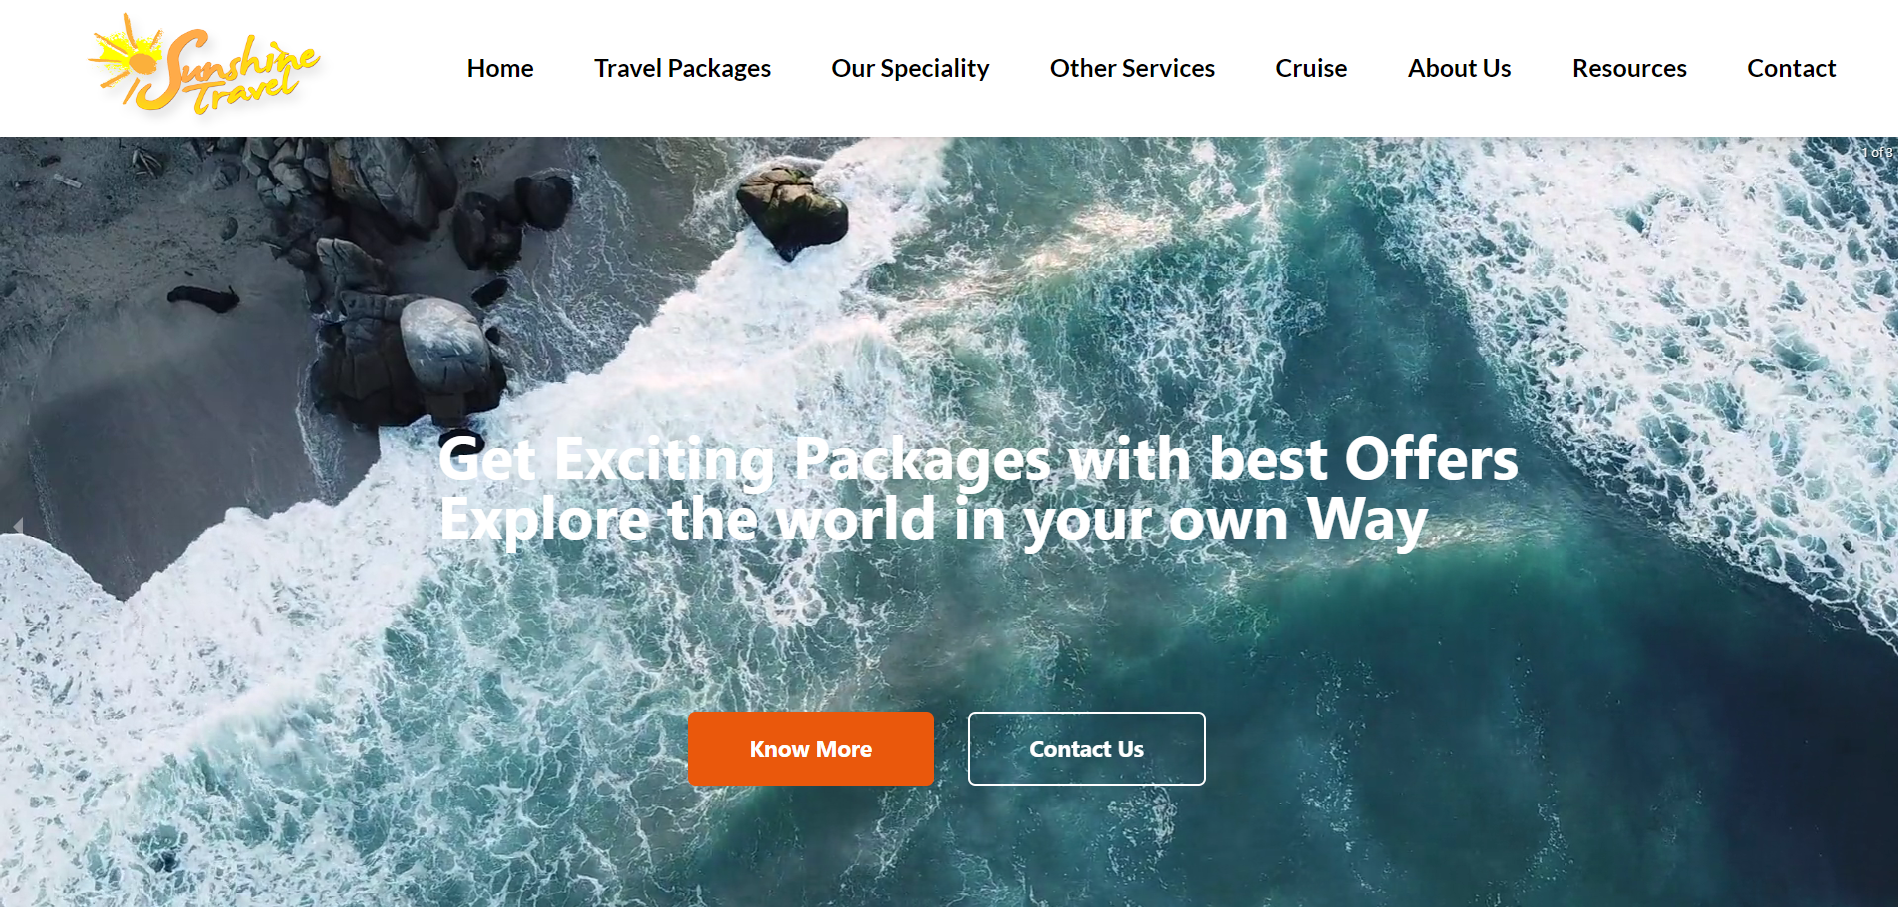 Sunshine
Travel
Home
Travel Packages
Our Speciality
Other Services
Cruise
About Us
Resources
Contact
1 of 3
Get Exciting Packages with best Offers
Explore the world in your own Way
Know More
Contact Us